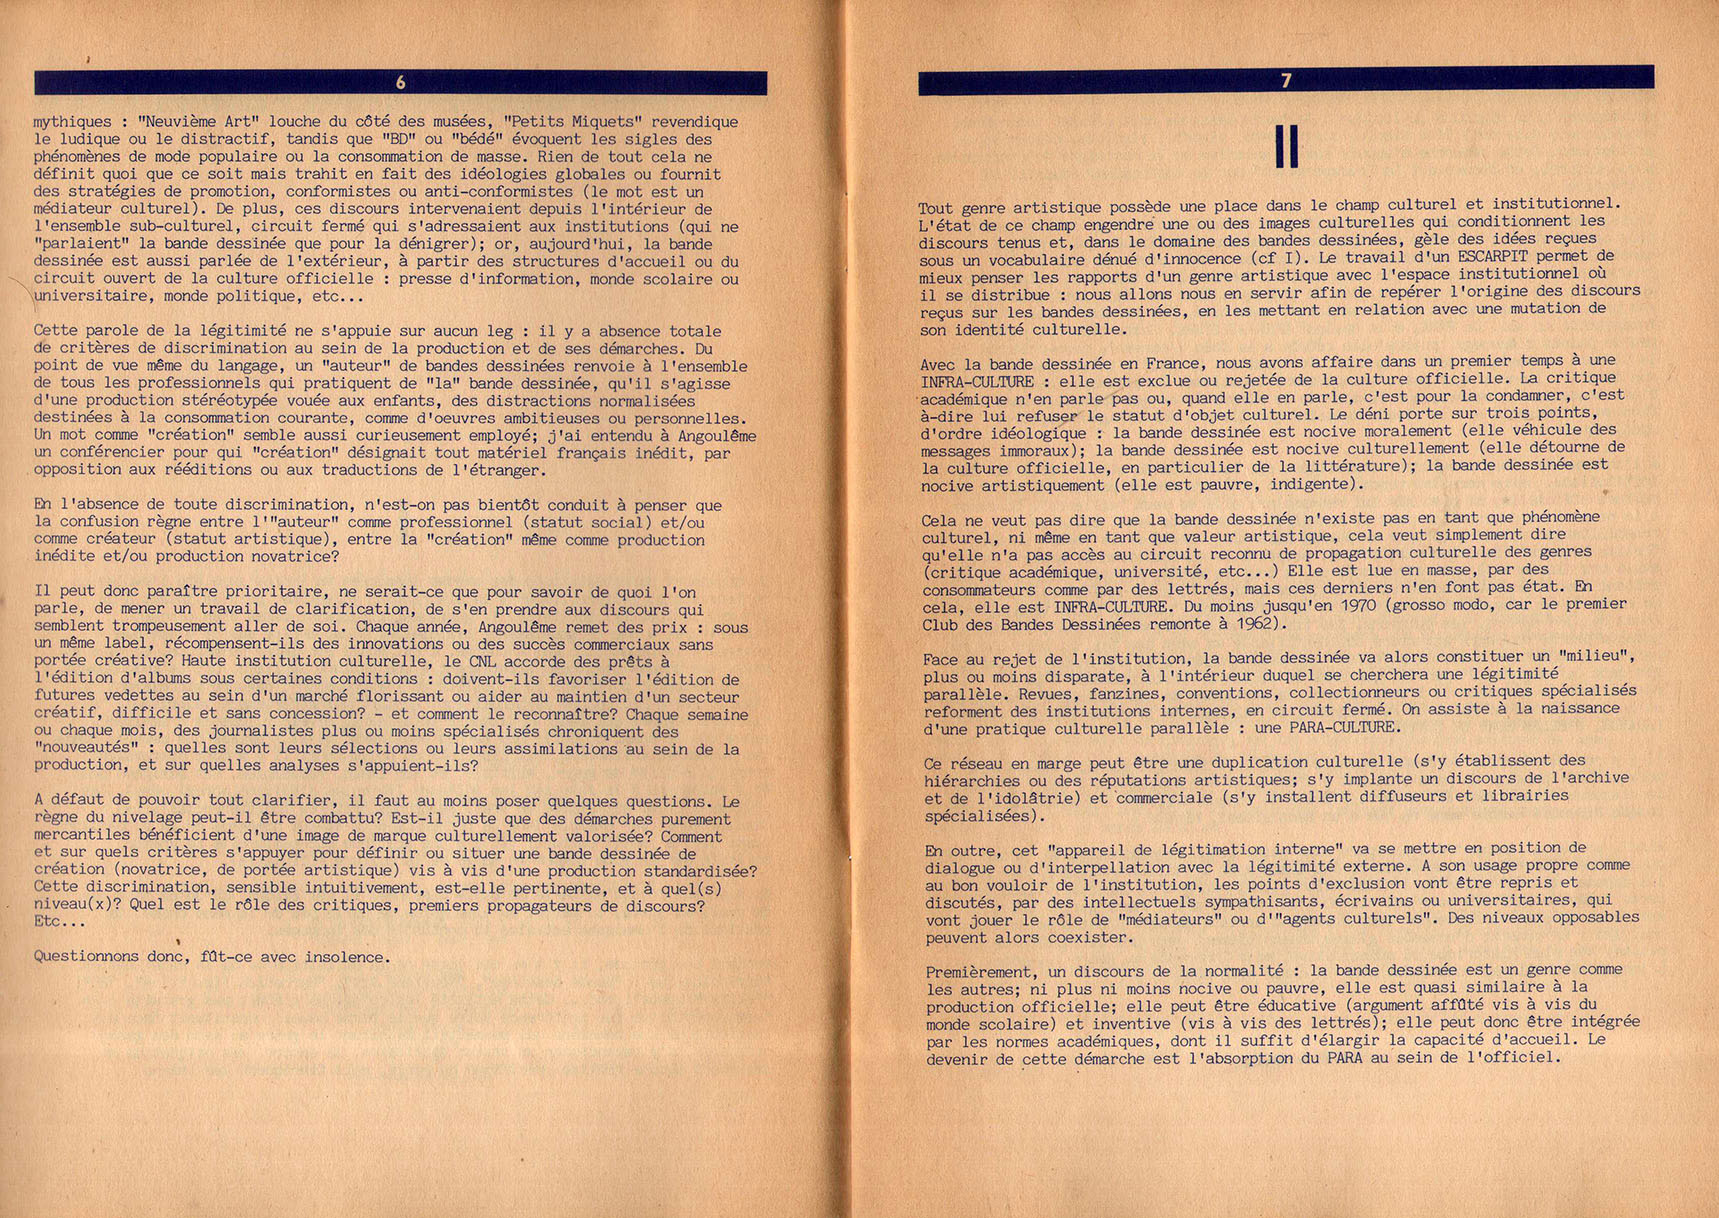 6
mythiques : "Neuvième Art" louche du côté des musées, "Petits Miquets" revendique
le ludique ou le distractif, tandis que "BD" ou "bédé" évoquent les sigles des
phénomènes de mode populaire ou la consommation de masse. Rien de tout cela ne
définit quoi que ce soit mais trahit en fait des idéologies globales ou fournit
des stratégies de promotion, conformistes ou anti-conformistes (le mot est un
médiateur culturel). De plus, ces discours intervenaient depuis l'intérieur de
l'ensemble sub-culturel, circuit fermé qui s'adressaient aux institutions (qui ne
"parlaient" la bande dessinée que pour la dénigrer); or, aujourd'hui, la bande
dessinée est aussi parlée de l'extérieur, à partir des structures d'accueil ou du
circuit ouvert de la culture officielle : presse d'information, monde scolaire ou
universitaire, monde politique, etc...
Cette parole de la légitimité ne s'appuie sur aucun leg : il y a absence totale
de critères de discrimination au sein de la production et de ses démarches. Du
point de vue même du langage, un "auteur" de bandes dessinées renvoie à l'ensemble
de tous les professionnels qui pratiquent de "la" bande dessinée, qu'il s'agisse
d'une production stéréotypée vouée aux enfants, des distractions normalisées
destinées à la consommation courante, comme d'oeuvres ambitieuses ou personnelles.
Un mot comme "création" semble aussi curieusement employé; j'ai entendu à Angoulême
un conférencier pour qui "création" désignait tout matériel français inédit, par
opposition aux rééditions ou aux traductions de l'étranger.
En l'absence de toute discrimination, n'est-on pas bientôt conduit à penser que
la confusion règne entre l'"auteur" comme professionnel (statut social) et/ou
comme créateur (statut artistique), entre la "création" même comme production
inédite et/ou production novatrice?
Il peut donc paraître prioritaire, ne serait-ce que pour savoir de quoi l'on
parle, de mener un travail de clarification, de s'en prendre aux discours qui
semblent trompeusement aller de soi. Chaque année, Angoulême remet des prix : sous
un même label, récompensent-ils des innovations ou des succès commerciaux sans
portée créative? Haute institution culturelle, le CNL accorde des prêts à
l'édition d'albums sous certaines conditions : doivent-ils favoriser l'édition de
futures vedettes au sein d'un marché florissant ou aider au maintien d'un secteur
créatif, difficile et sans concession? - et comment le reconnaître? Chaque semaine
ou chaque mois, des journalistes plus ou moins spécialisés chroniquent des
"nouveautés" : quelles sont leurs sélections ou leurs assimilations au sein de la
production, et sur quelles analyses s'appuient-ils?
A défaut de pouvoir tout clarifier, il faut au moins poser quelques questions. Le
règne du nivelage peut-il être combattu? Est-il juste que des démarches purement
mercantiles bénéficient d'une image de marque culturellement valorisée? Comment
et sur quels critères s'appuyer pour définir ou situer une bande dessinée de
création (novatrice, de portée artistique) vis à vis d'une production standardisée?
Cette discrimination, sensible intuitivement, est-elle pertinente, et à quel(s)
niveau(x)? Quel est le rôle des critiques, premiers propagateurs de discours?
Etc...
Questionnons donc, fût-ce avec insolence.
7
II
Tout genre artistique possède une place dans le champ culturel et institutionnel.
L'état de ce champ engendre une ou des images culturelles qui conditionnent les
discours tenus et, dans le domaine des bandes dessinées, gèle des idées reçues
sous un vocabulaire dénué d'innocence (cf I). Le travail d'un ESCARPIT permet de
mieux penser les rapports d'un genre artistique avec l'espace institutionnel où
il se distribue : nous allons nous en servir afin de repérer l'origine des discours
reçus sur les bandes dessinées, en les mettant en relation avec une mutation de
son identité culturelle.
Avec la bande dessinée en France, nous avons affaire dans un premier temps à une
INFRA-CULTURE : elle est exclue ou rejetée de la culture officielle. La critique
académique n'en parle pas ou, quand elle en parle, c'est pour la condamner, c'est
à-dire lui refuser le statut d'objet culturel. Le déni porte sur trois points,
d'ordre idéologique : la bande dessinée est nocive moralement (elle véhicule des
messages immoraux); la bande dessinée est nocive culturellement (elle détourne de
la culture officielle, en particulier de la littérature); la bande dessinée est
nocive artistiquement (elle est pauvre, indigente).
Cela ne veut pas dire que la bande dessinée n'existe pas en tant que phénomène
culturel, ni même en tant que valeur artistique, cela veut simplement dire
qu'elle n'a pas accès au circuit reconnu de propagation culturelle des genres
(critique académique, université, etc...) Elle est lue en masse, par des
consommateurs comme par des lettrés, mais ces derniers n'en font pas état. En
cela, elle est INFRA-CULTURE. Du moins jusqu'en 1970 (grosso modo, car le premier
Club des Bandes Dessinées remonte à 1962).
Face au rejet de l'institution, la bande dessinée va alors constituer un "milieu",
plus ou moins disparate, à l'intérieur duquel se cherchera une légitimité
parallèle. Revues, fanzines, conventions, collectionneurs ou critiques spécialisés
reforment des institutions internes, en circuit fermé. On assiste à la naissance
d'une pratique culturelle parallèle : une PARA-CULTURE.
Ce réseau en marge peut être une duplication culturelle (s'y établissent des
hiérarchies ou des réputations artistiques; s'y implante un discours de l'archive
et de l'idolâtrie) et commerciale (s'y installent diffuseurs et librairies
spécialisées).
En outre, cet "appareil de légitimation interne" va se mettre en position de
dialogue ou d'interpellation avec la légitimité externe. A son usage propre comme
au bon vouloir de l'institution, les points d'exclusion vont être repris et
discutés, par des intellectuels sympathisants, écrivains ou universitaires, qui
vont jouer le rôle de "médiateurs" ou d'"agents culturels". Des niveaux opposables
peuvent alors coexister.
Premièrement, un discours de la normalité : la bande dessinée est un genre comme
les autres; ni plus ni moins nocive ou pauvre, elle est quasi similaire à la
production officielle; elle peut être éducative (argument affûté vis à vis du
monde scolaire) et inventive (vis à vis des lettrés); elle peut donc être intégrée
par les normes académiques, dont il suffit d'élargir la capacité d'accueil. Le
devenir de cette démarche est l'absorption du PARA au sein de l'officiel.